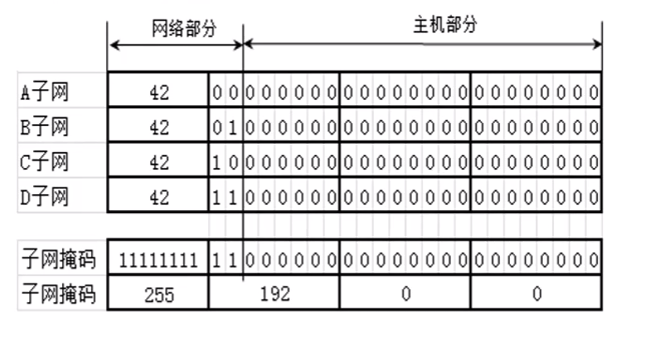 网络部分 主机部分
A子网 42 0 0 0 0 0 0 0 0 0 0 0 0 0 0 0 0 0 0 0 0 0 0 0 0
B子网 42 0 1 0 0 0 0 0 0 0 0 0 0 0 0 0 0 0 0 0 0 0 0 0 0
C子网 42 1 0 0 0 0 0 0 0 0 0 0 0 0 0 0 0 0 0 0 0 0 0 0 0
D子网 42 1 1 0 0 0 0 0 0 0 0 0 0 0 0 0 0 0 0 0 0 0 0 0 0
子网掩码 11111111 1 1 0 0 0 0 0 0 0 0 0 0 0 0 0 0 0 0 0 0 0 0 0 0
子网掩码 255 192 0 0